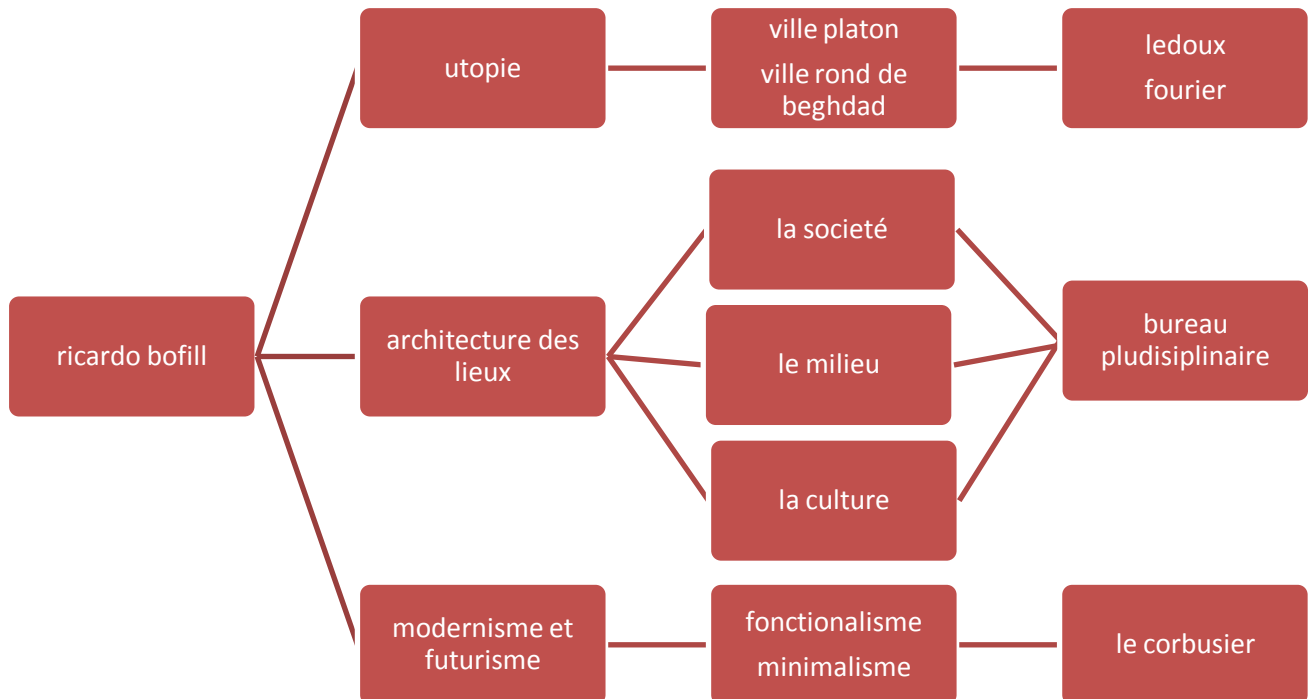 ricardo bofill
utopie
ville platon
ville rond de
beghdad
ledoux
fourier
architecture des
lieux
la societé
le milieu
la culture
bureau
pludisiplinaire
modernisme et
futurisme
fonctionalisme
minimalisme
le corbusier